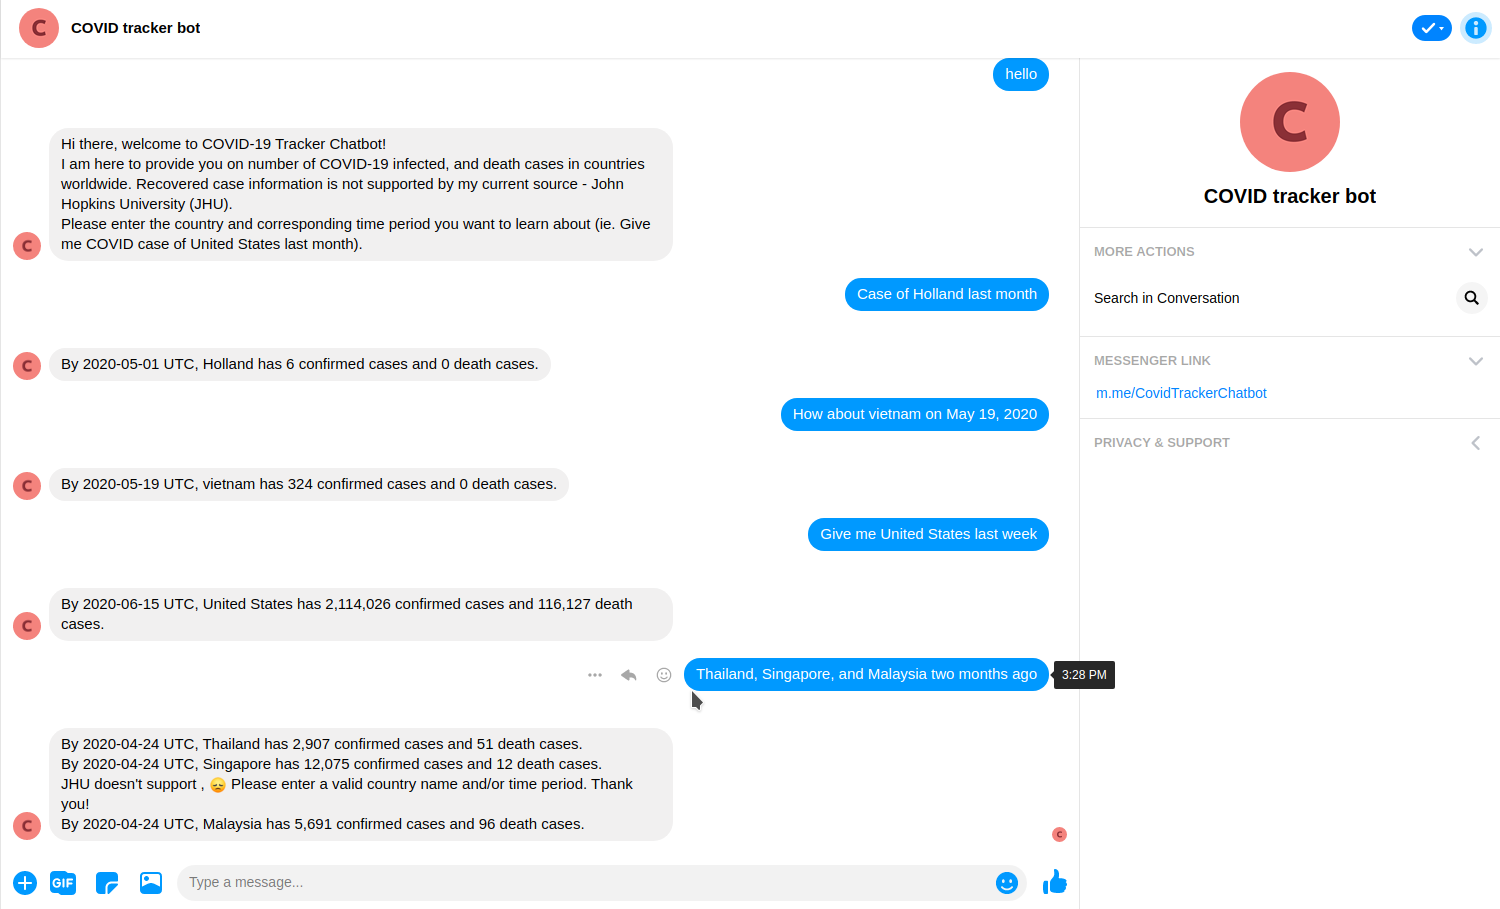 C
COVID tracker bot
hello
Hi there, welcome to COVID-19 Tracker Chatbot!
I am here to provide you on number of COVID-19 infected, and death cases in countries
worldwide. Recovered case information is not supported by my current source - John
Hopkins University (JHU).
Please enter the country and corresponding time period you want to learn about (ie. Give
me COVID case of United States last month).
C
Case of Holland last month
By 2020-05-01 UTC, Holland has 6 confirmed cases and 0 death cases.
C
How about vietnam on May 19, 2020
By 2020-05-19 UTC, vietnam has 324 confirmed cases and 0 death cases.
C
Give me United States last week
By 2020-06-15 UTC, United States has 2,114,026 confirmed cases and 116,127 death
cases.
C
Thailand, Singapore, and Malaysia two months ago
3:28 PM
By 2020-04-24 UTC, Thailand has 2,907 confirmed cases and 51 death cases.
By 2020-04-24 UTC, Singapore has 12,075 confirmed cases and 12 death cases.
JHU doesn't support , 😞 Please enter a valid country name and/or time period. Thank
you!
By 2020-04-24 UTC, Malaysia has 5,691 confirmed cases and 96 death cases.
C
C
GIF
Type a message...
C
COVID tracker bot
MORE ACTIONS
Search in Conversation
MESSENGER LINK
m.me/CovidTrackerChatbot
PRIVACY & SUPPORT